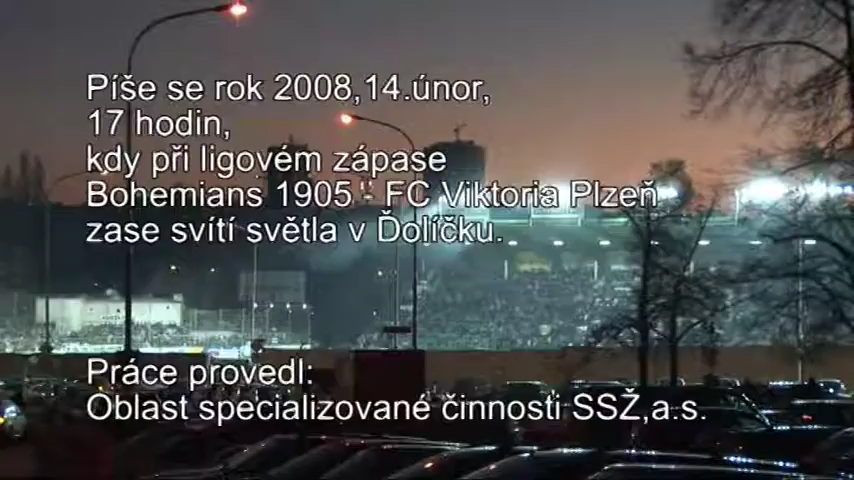 Píše se rok 2008,14.únor,
17 hodin,
kdy při ligovém zápase
Bohemians 1905 - FC Viktoria Plzeň
zase svítí světla v Ďolíčku.
Práce provedl:
Oblast specializované činnosti SSŽ,a.s.